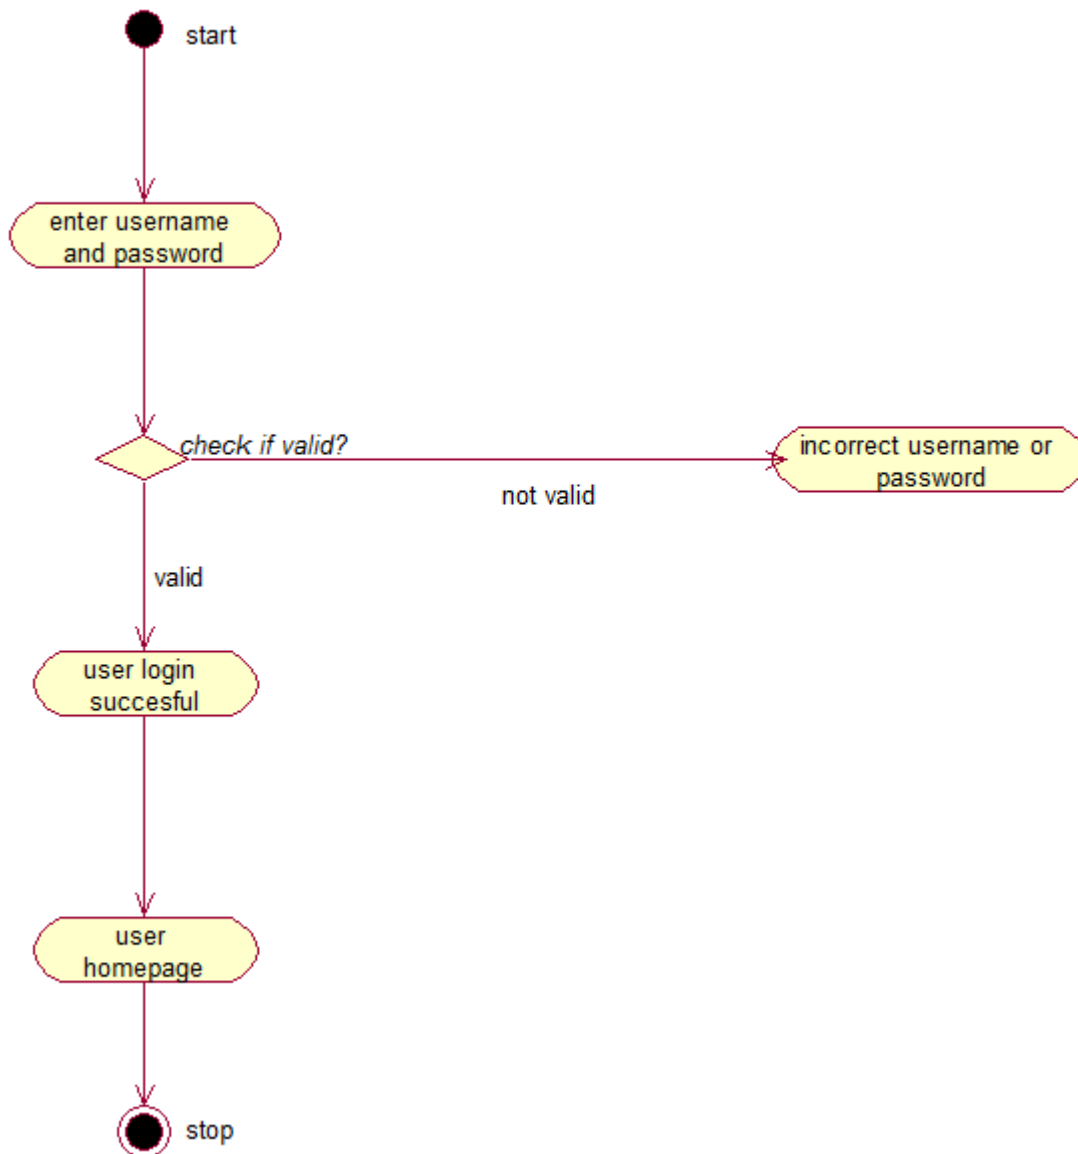 start
enter username
and password
check if valid?
incorrect username or
password
not valid
valid
user login
succesful
user
homepage
stop